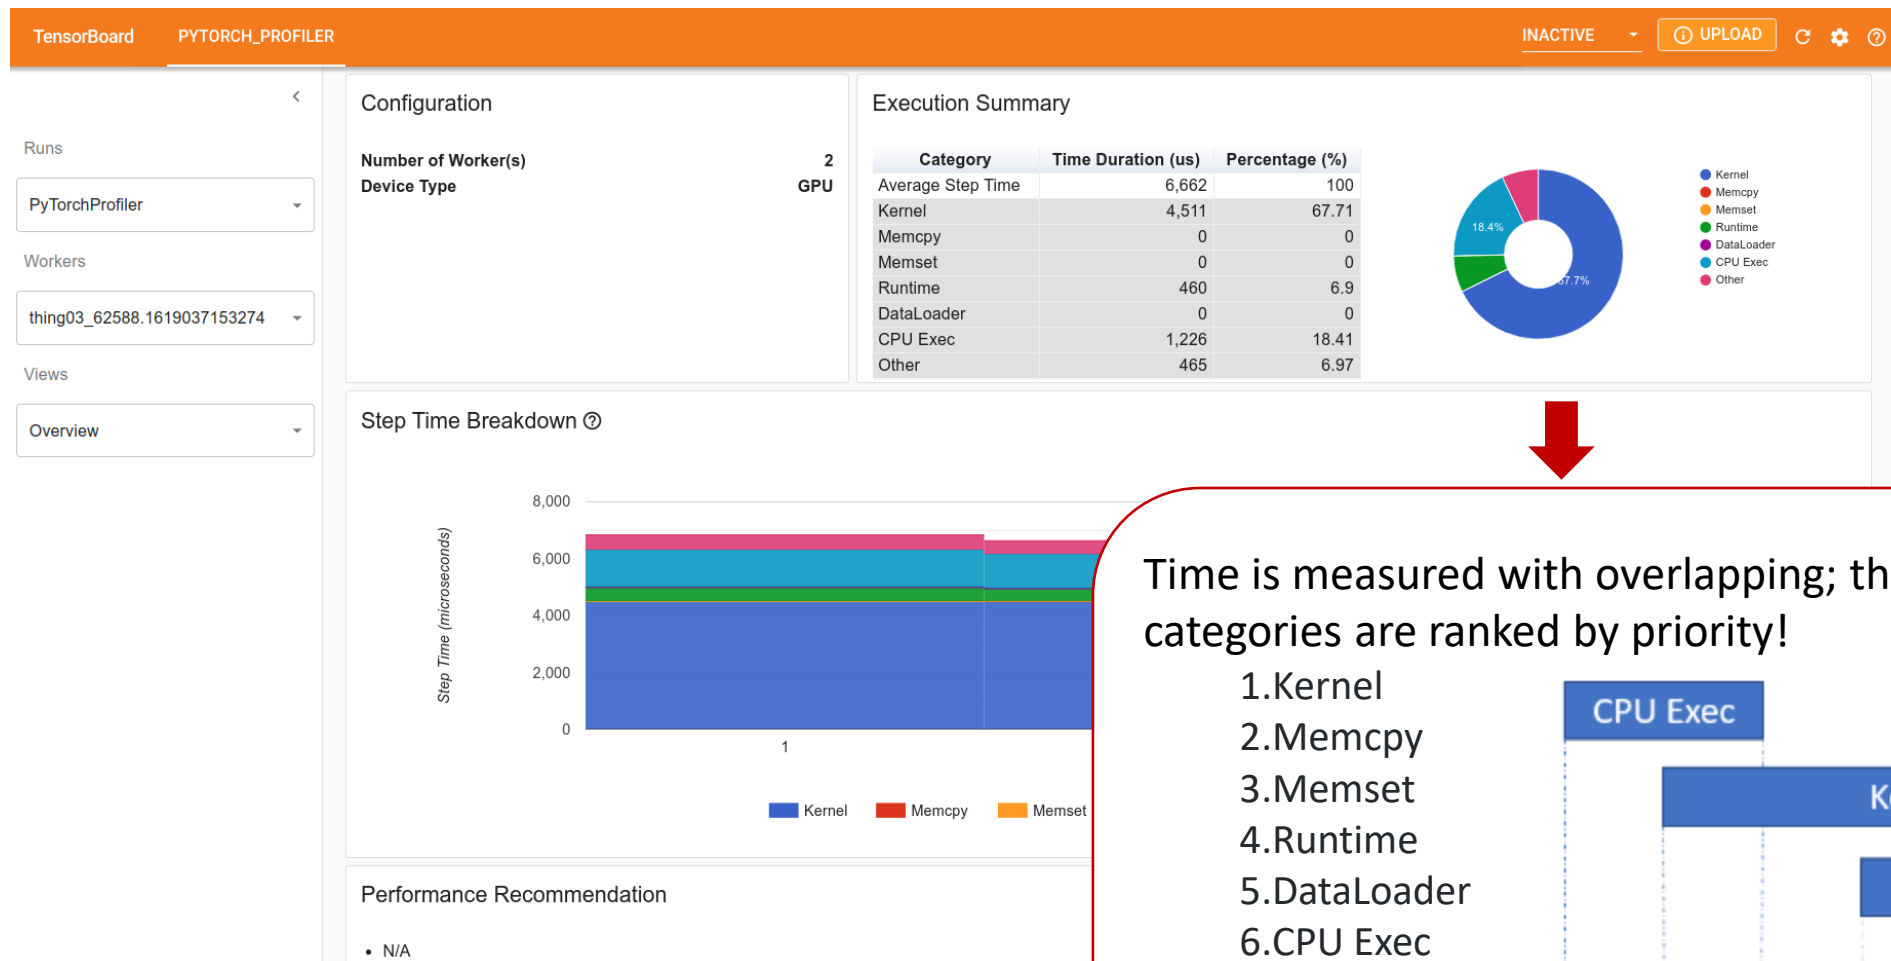 TensorBoard PYTORCH_PROFILER INACTIVE UPLOAD
Runs
PyTorchProfiler
Workers
thing03_62588.1619037153274
Views
Overview
Configuration
Number of Worker(s) 2
Device Type GPU
Execution Summary
Category Time Duration (us) Percentage (%)
Average Step Time 6,662 100
Kernel 4,511 67.71
Memcpy 0 0
Memset 0 0
Runtime 460 6.9
DataLoader 0 0
CPU Exec 1,226 18.41
Other 465 6.97
18.4%
67.7%
Kernel
Memcpy
Memset
Runtime
DataLoader
CPU Exec
Other
Step Time Breakdown
Step Time (microseconds)
8,000
6,000
4,000
2,000
0
1
Kernel Memcpy Memset
Performance Recommendation
• N/A
Time is measured with overlapping;
categories are ranked by priority!
1.Kernel
2.Memcpy
3.Memset
4.Runtime
5.DataLoader
6.CPU Exec
CPU Exec